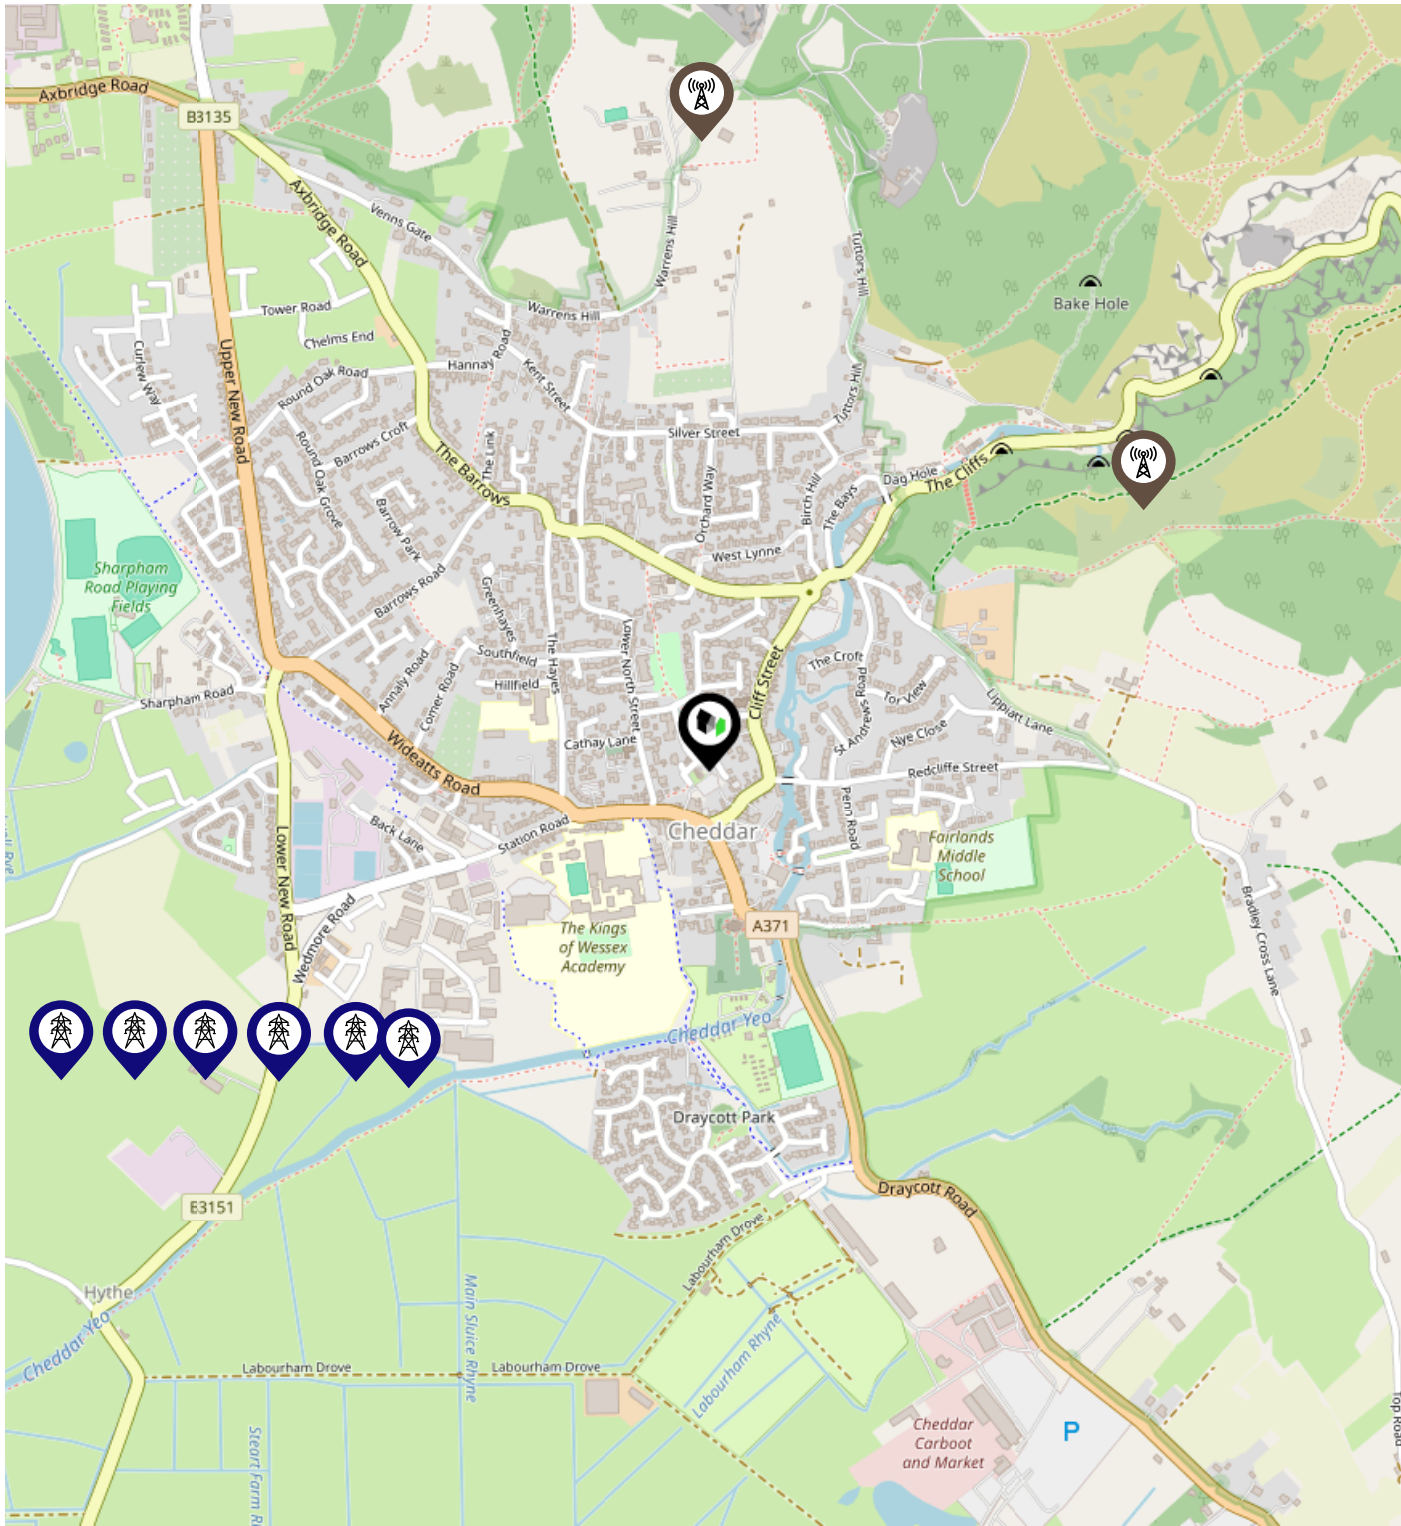 Axbridge Road
B3135
Axbridge Road
Venns Gate
Warrens Hill
Warrens Hill
Tuttors Hill
Bake Hole
Tower Road
Chelms End
Curlew Way
Upper New Road
Hannay Road
Kent Street
Round Oak Road
Tuttors Hill
Silver Street
Barrows Croft
The Link
The Barrows
Round Oak Grove
Orchard Way
Birch Hill
The Bays
Dag Hole
The Cliffs
Barrow Park
West Lynne
Sharpham
Road Playing
Fields
Barrows Road
Greenhayes
The Hayes
Lower North Street
Southfield
Hillfield
Annaly Road
Comer Road
Sharpham Road
Cliff Street
The Croft
St Andrews Road
Tor View
Nye Close
Lippiatt Lane
Cathay Lane
Wideatts Road
Redcliffe Street
Back Lane
Station Road
Cheddar
Penn Road
Fairlands
Middle
School
Lower New Road
Wedmore Road
The Kings
of Wessex
Academy
A371
Bradley Cross Lane
Cheddar Yeo
Draycott Park
Draycott Road
B3151
Labourham Drove
Hythe
Cheddar Yeo
Main Sluice Rhyne
Labourham Rhyne
Labourham Drove
Labourham Drove
Steart Farm R
Cheddar
Carboot
and Market
P
Top Road